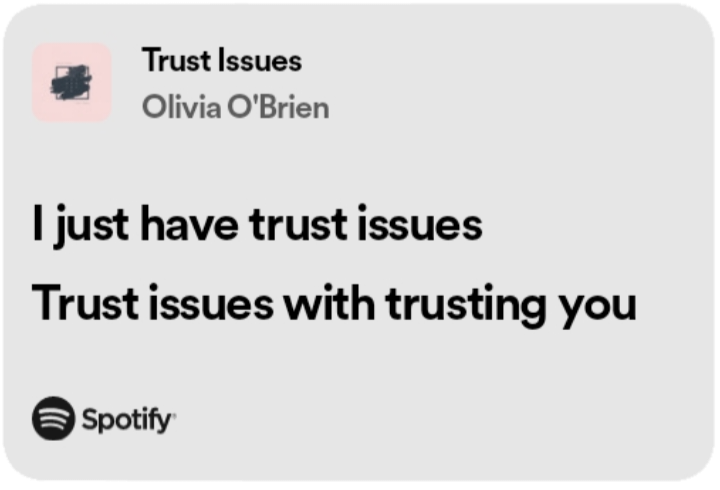 Trust Issues
Olivia O'Brien
I just have trust issues
Trust issues with trusting you
Spotify